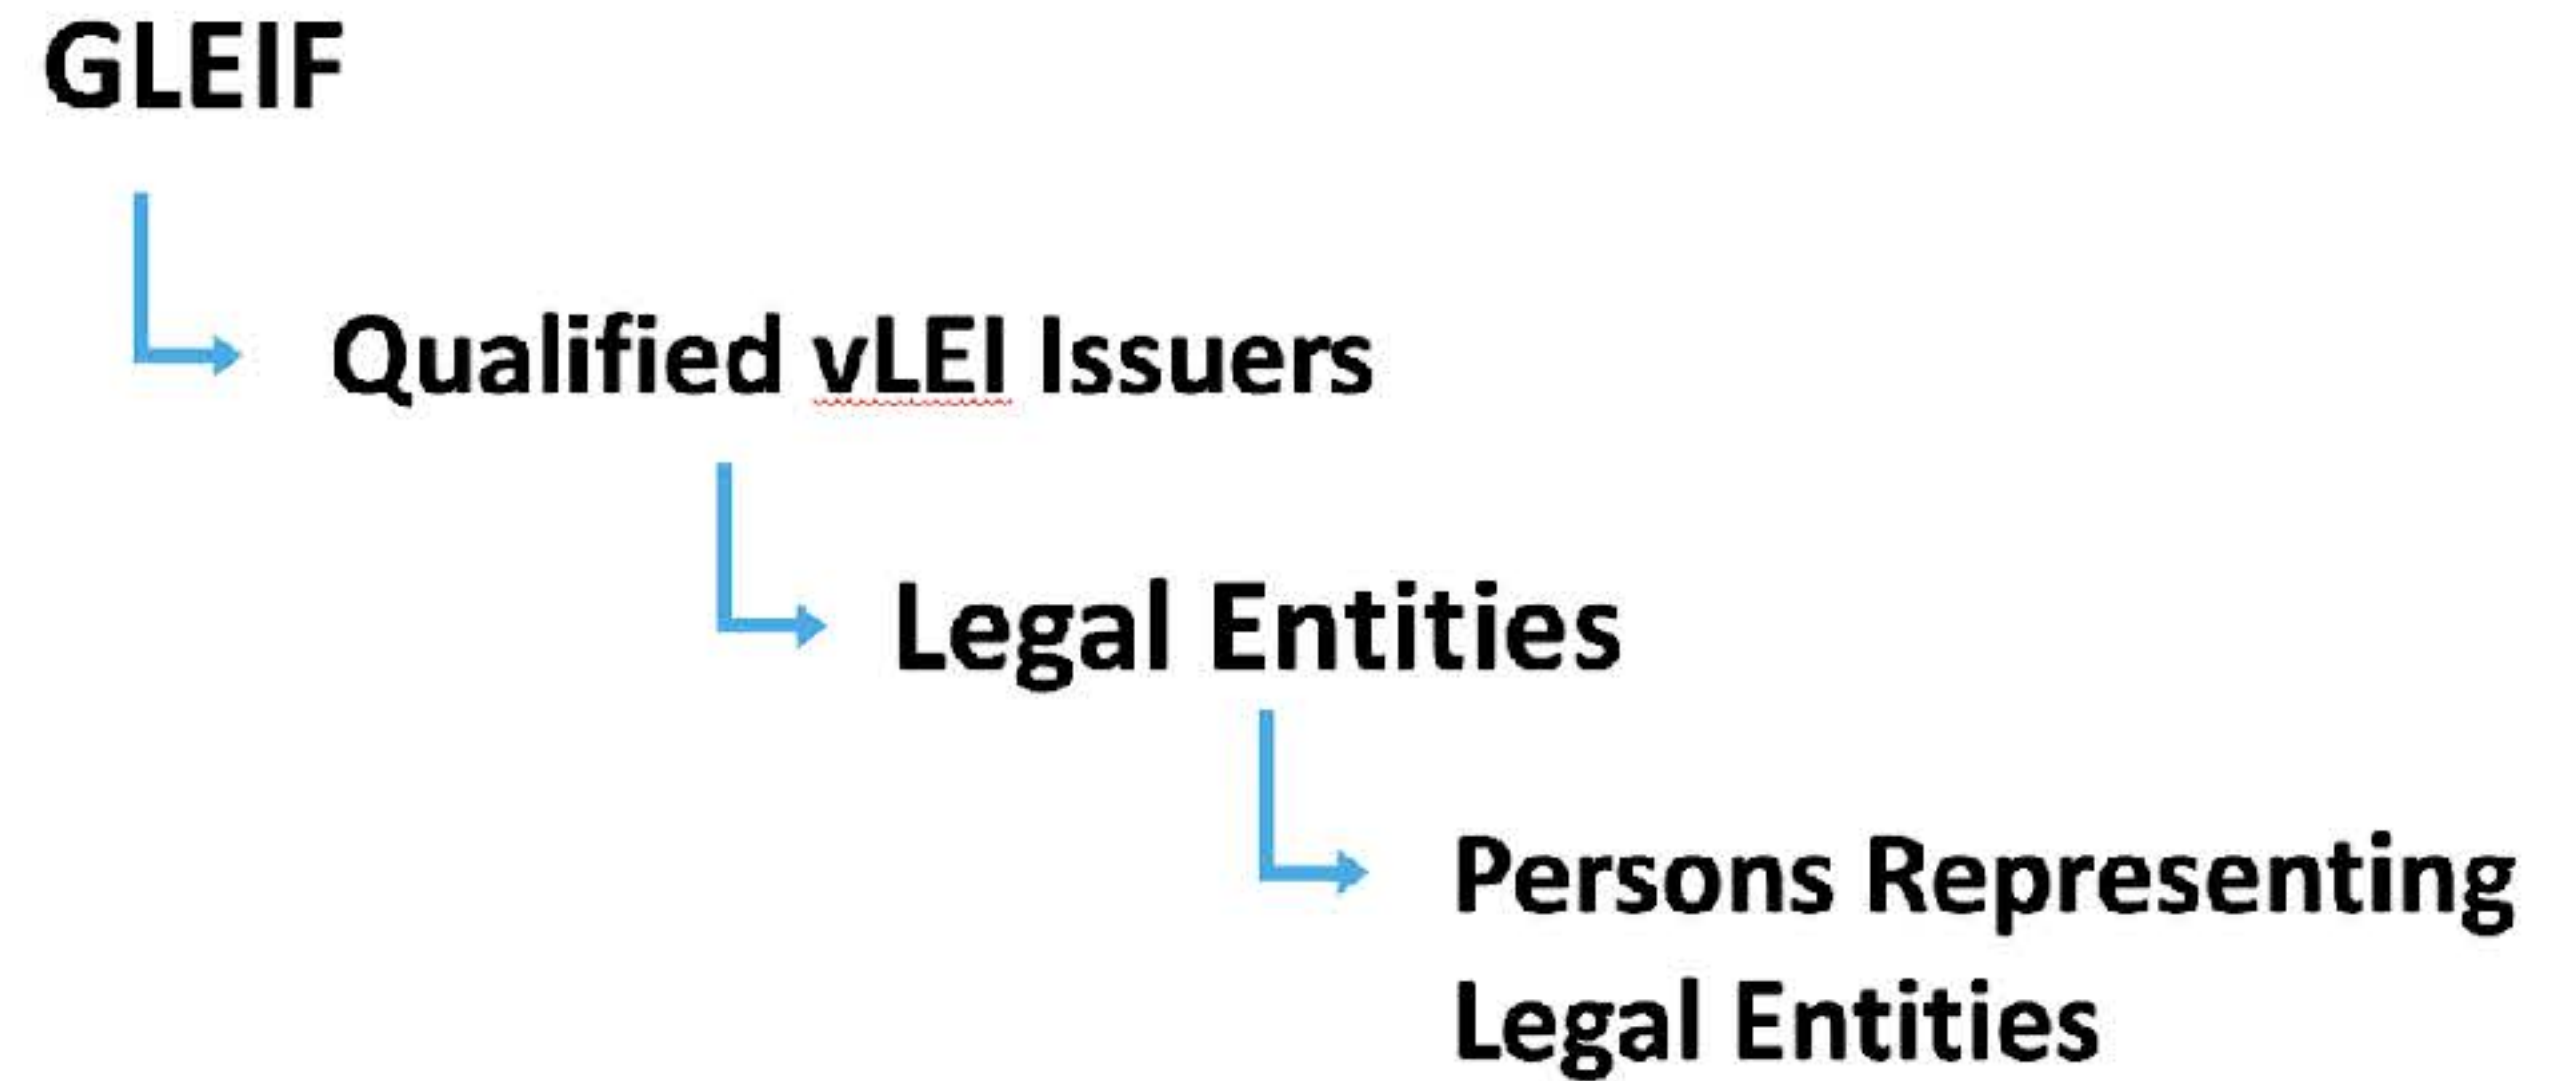 GLEIF
Qualified vLEI Issuers
Legal Entities
Persons Representing
Legal Entities